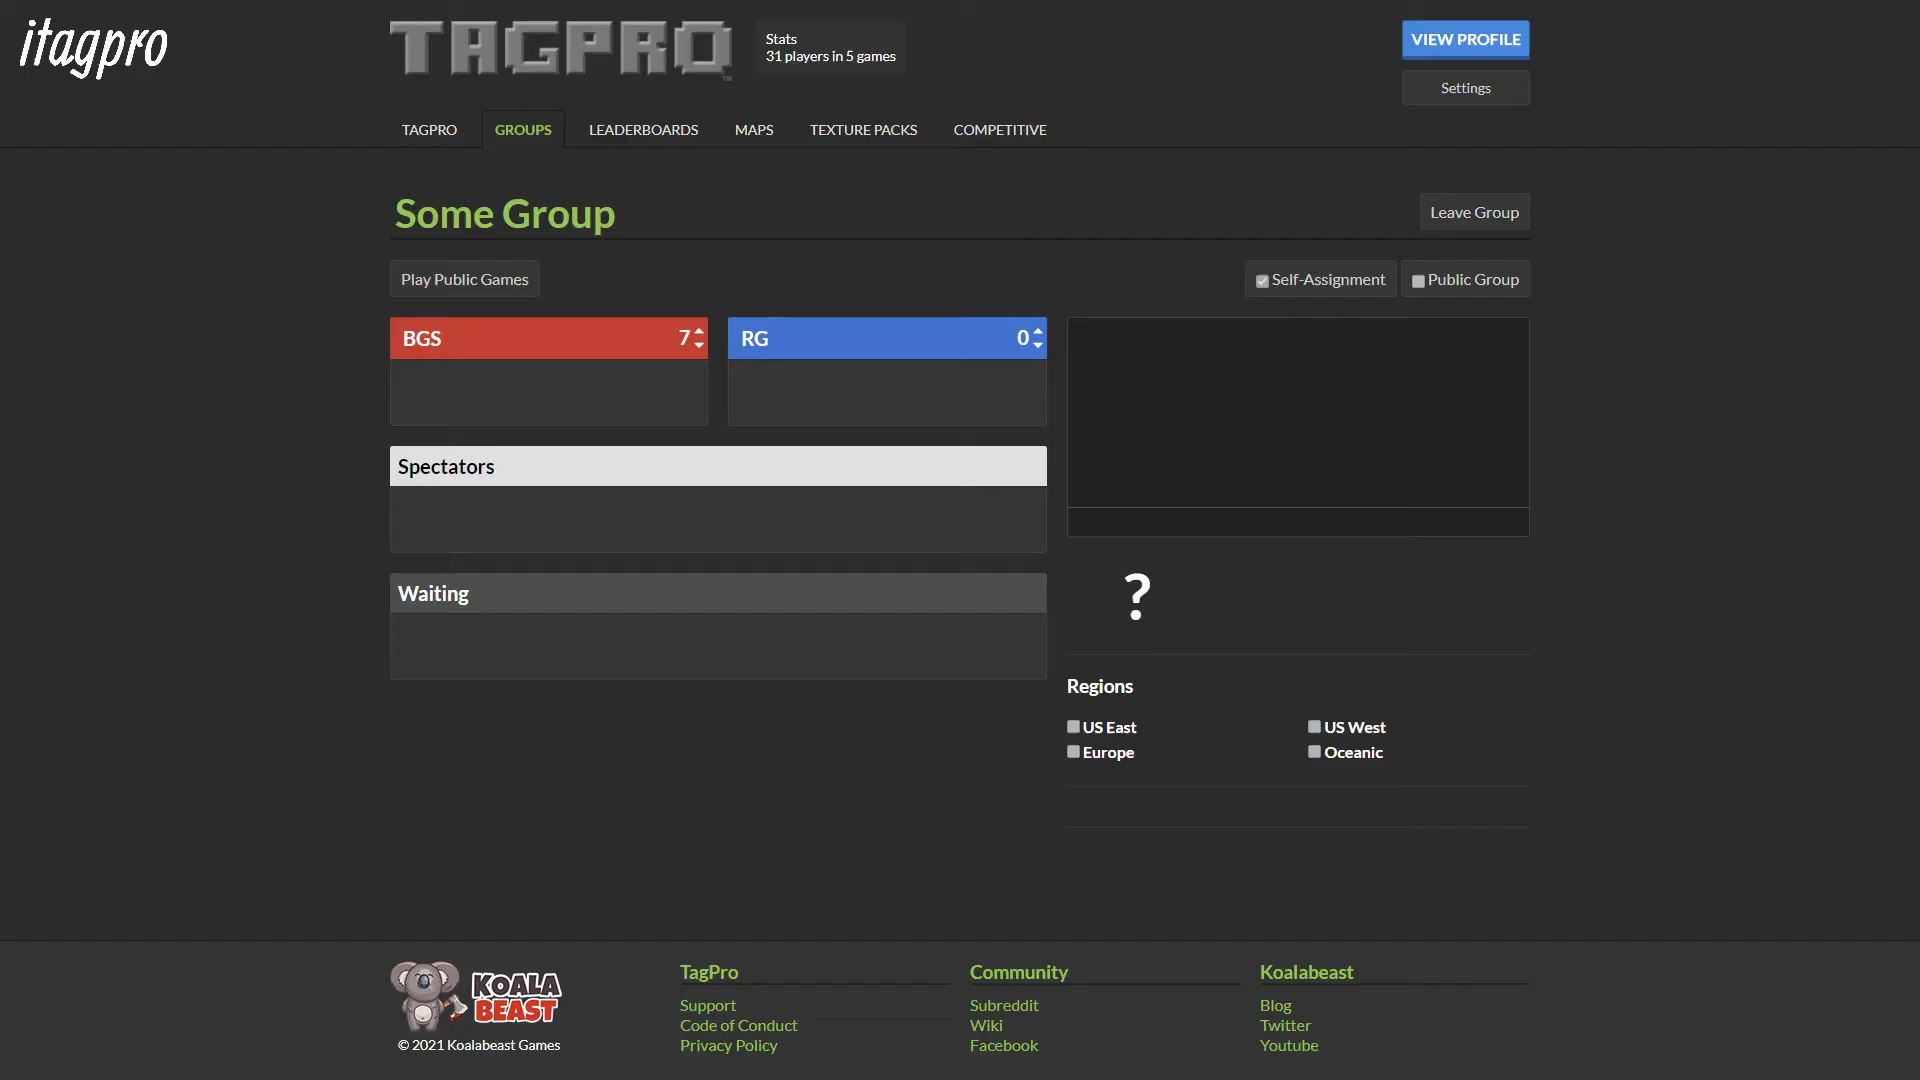 itagpro
TAGPRO
TM
Stats
31 players in 5 games
VIEW PROFILE
Settings
TAGPRO
GROUPS
LEADERBOARDS
MAPS
TEXTURE PACKS
COMPETITIVE
Some Group
Leave Group
Play Public Games
Self-Assignment
Public Group
BGS
7
RG
0
Spectators
Waiting
?
Regions
US East
US West
Europe
Oceanic
KOALA
BEAST
© 2021 Koalabeast Games
TagPro
Support
Code of Conduct
Privacy Policy
Community
Subreddit
Wiki
Facebook
Koalabeast
Blog
Twitter
Youtube